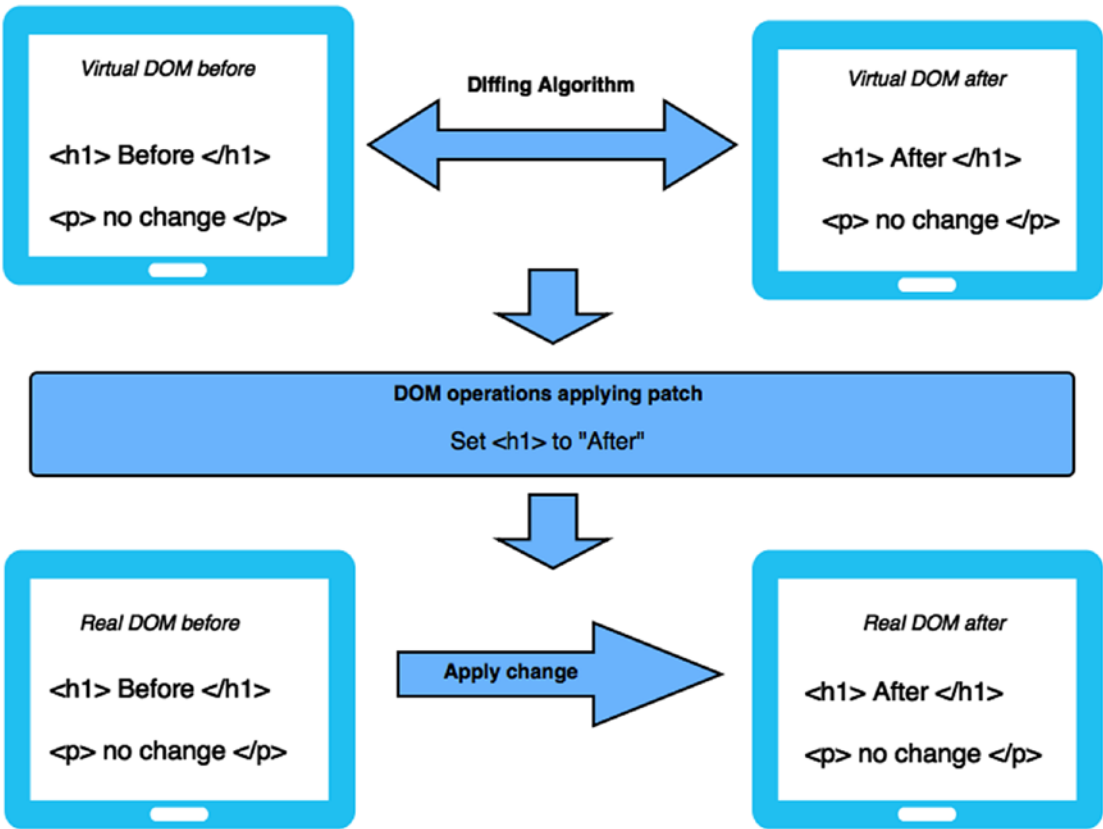 Virtual DOM before
<h1> Before </h1>
<p> no change </p>
DIffing Algorithm
Virtual DOM after
<h1> After </h1>
<p> no change </p>
DOM operations applying patch
Set <h1> to "After"
Real DOM before
<h1> Before </h1>
<p> no change </p>
Apply change
Real DOM after
<h1> After </h1>
<p> no change </p>